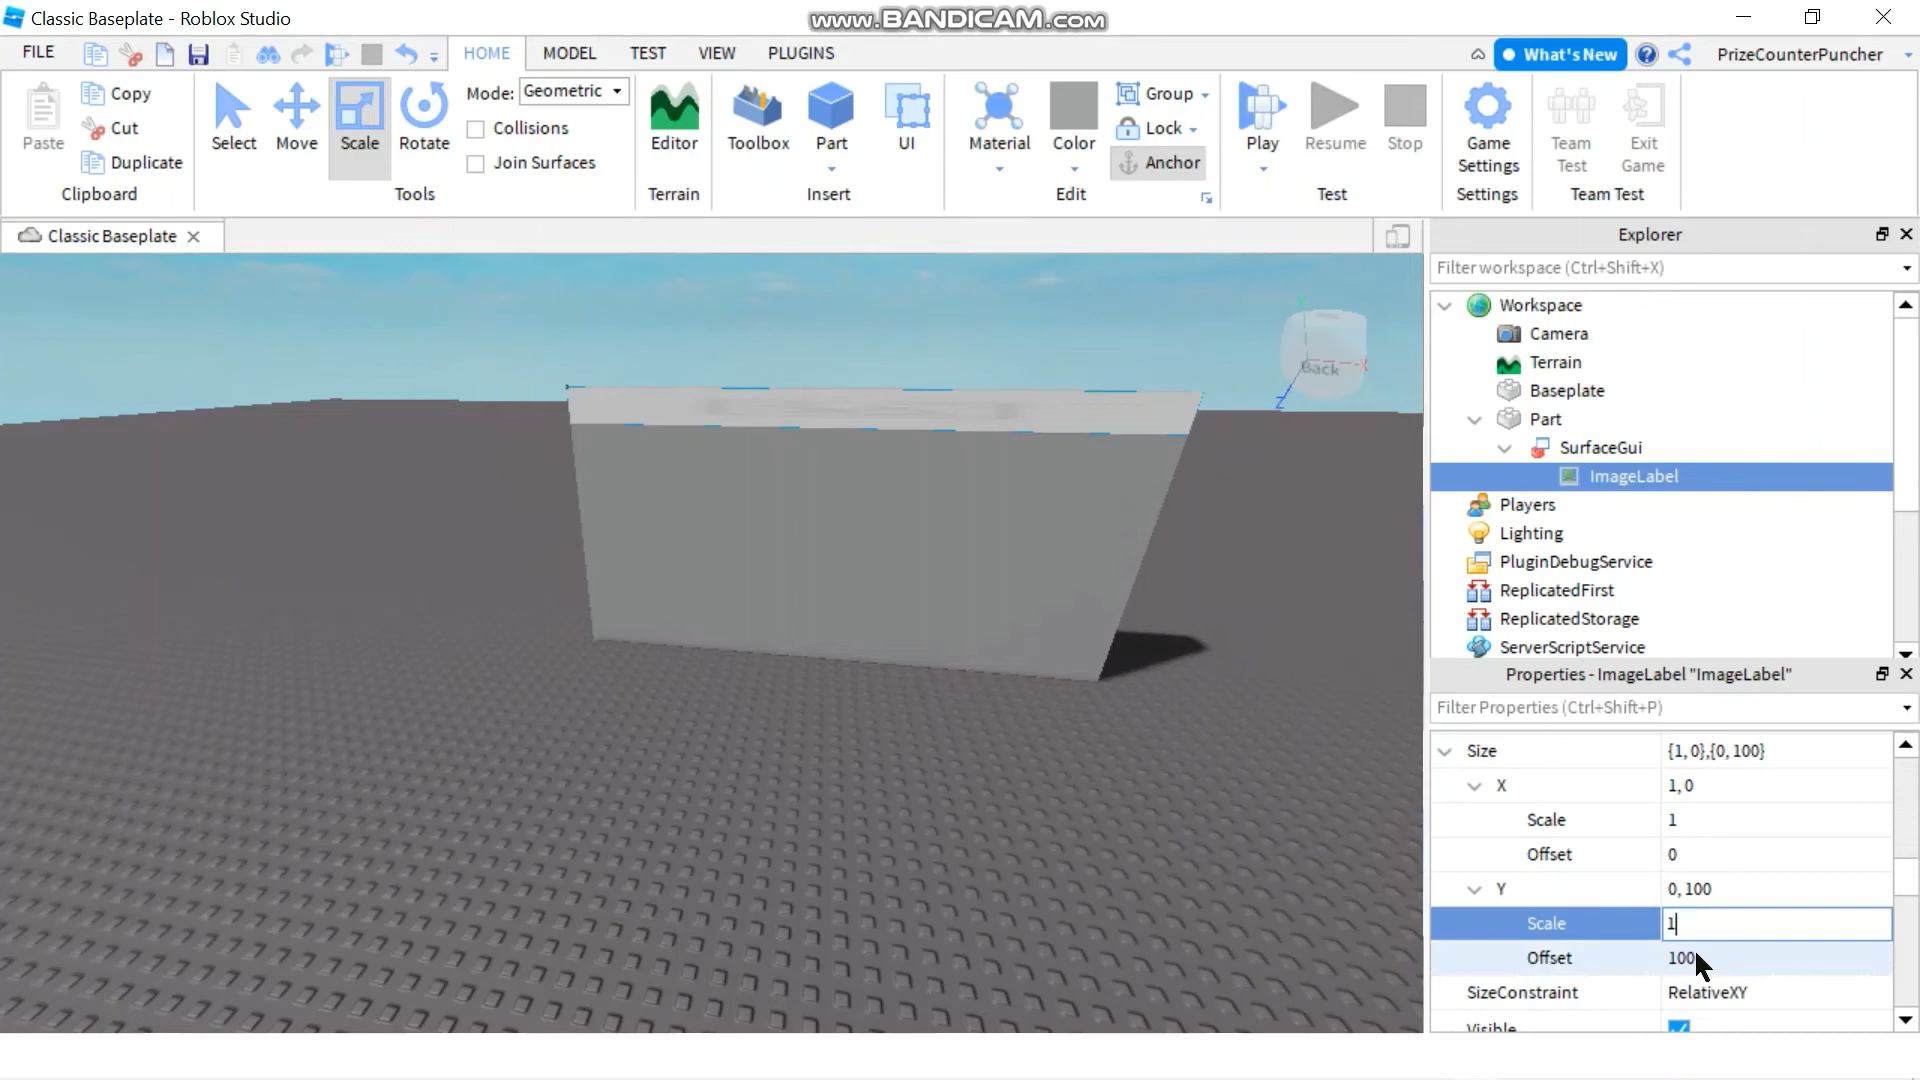 Classic Baseplate - Roblox Studio
www.BANDICAM.com
FILE
HOME
MODEL
TEST
VIEW
PLUGINS
What's New
PrizeCounterPuncher
Paste
Copy
Cut
Duplicate
Clipboard
Select
Move
Scale
Rotate
Mode: Geometric
Collisions
Join Surfaces
Tools
Editor
Terrain
Toolbox
Part
UI
Insert
Material
Color
Group
Lock
Anchor
Edit
Play
Resume
Stop
Test
Game
Settings
Settings
Team
Test
Exit
Game
Team Test
Classic Baseplate
Back
X
Z
Explorer
Filter workspace (Ctrl+Shift+X)
Workspace
Camera
Terrain
Baseplate
Part
SurfaceGui
ImageLabel
Players
Lighting
PluginDebugService
ReplicatedFirst
ReplicatedStorage
ServerScriptService
Properties - ImageLabel "ImageLabel"
Filter Properties (Ctrl+Shift+P)
Size {1, 0},{0, 100}
X 1, 0
Scale 1
Offset 0
Y 0, 100
Scale 1
Offset 100
SizeConstraint RelativeXY
Visible